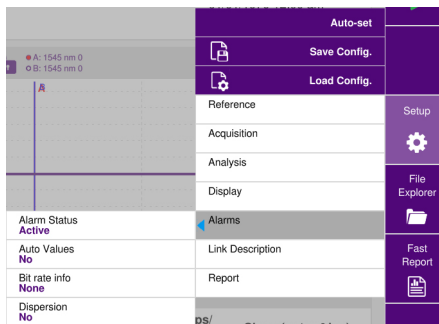 Auto-set
Save Config.
A: 1545 nm 0
B: 1545 nm 0
Load Config.
Reference
Setup
Acquisition
Analysis
File
Explorer
Display
Alarm Status
Active
Alarms
Auto Values
No
Link Description
Fast
Report
Bit rate info
None
Report
Dispersion
No
ps/